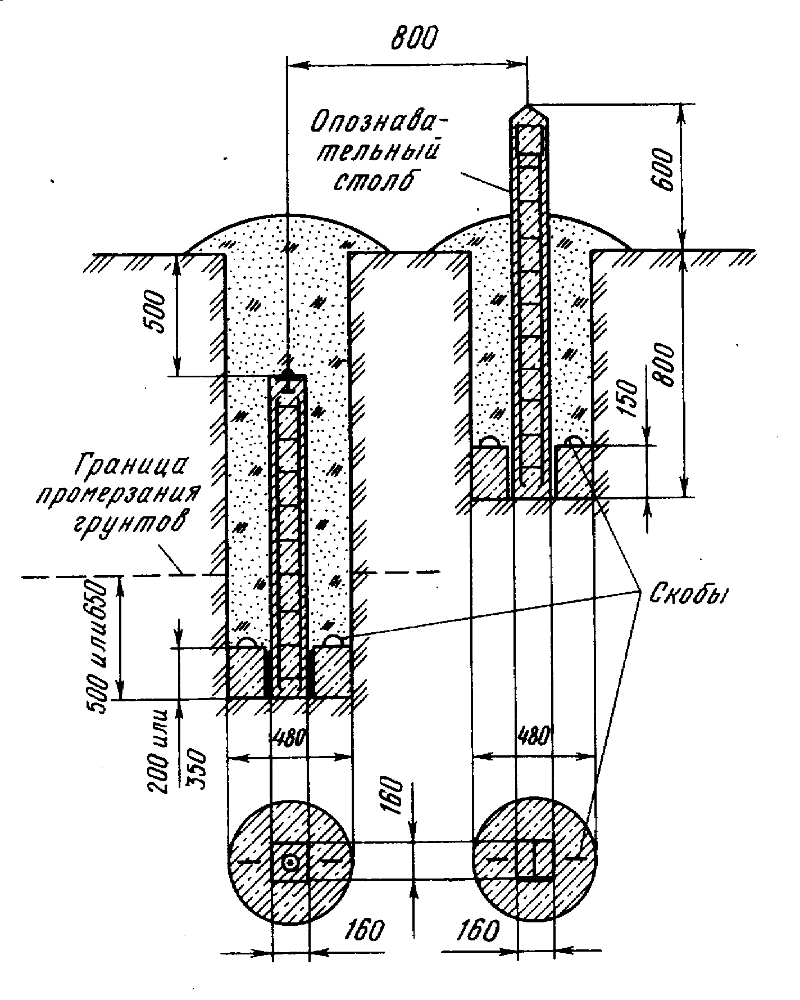 800
Опознава-
тельный
столб
600
500
800
150
Граница
промерзания
грунтов
500 или 650
Скобы
200 или
350
480
480
160
160
160